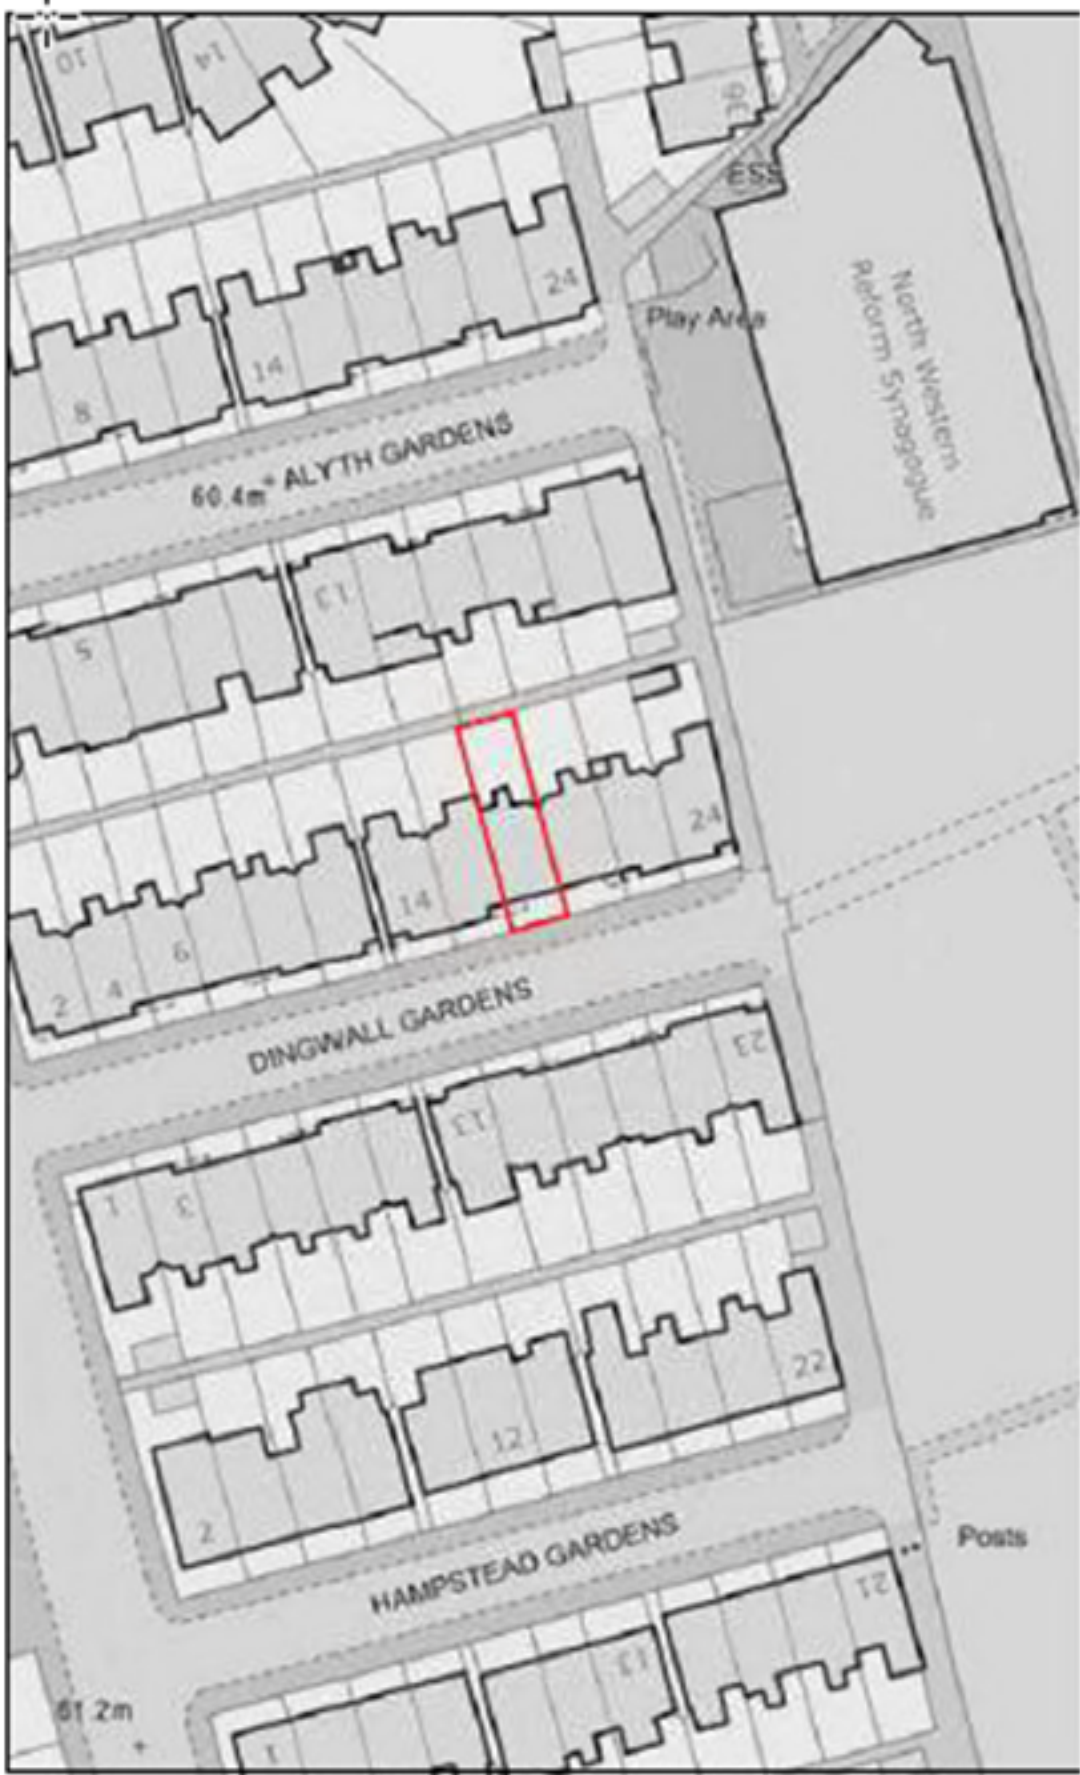 10
14
36
ESS
24
Play Area
North Western
Reform Synagogue
14
8
60.4m ALYTH GARDENS
13
5
24
14
6
4
2
DINGWALL GARDENS
23
13
1
3
22
12
2
HAMPSTEAD GARDENS
Posts
21
13
61.2m
1